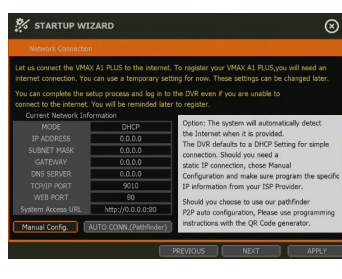 STARTUP WIZARD
Network Connection
Let us connect the VMAX A1 PLUS to the internet. To register your VMAX A1 PLUS,you will need an
internet connection. You can use a temporary setting for now. These settings can be changed later.
You can complete the setup process and log in to the DVR even if you are unable to
connect to the internet. You will be reminded later to register.
Current Network Information
MODE DHCP
IP ADDRESS 0.0.0.0
SUBNET MASK 0.0.0.0
GATEWAY 0.0.0.0
DNS SERVER 0.0.0.0
TCP/IP PORT 9010
WEB PORT 80
System Access URL http://0.0.0.0:80
Manual Config. AUTO CONN.(Pathfinder)
Option: The system will automatically detect
the Internet when it is provided.
The DVR defaults to a DHCP Setting for simple
connection. Should you need a
static IP connection, chose Manual
Configuration and make sure program the specific
IP information from your ISP Provider.
Should you choose to use our pathfinder
P2P auto configuration, Please use programming
instructions with the QR Code generator.
PREVIOUS NEXT APPLY